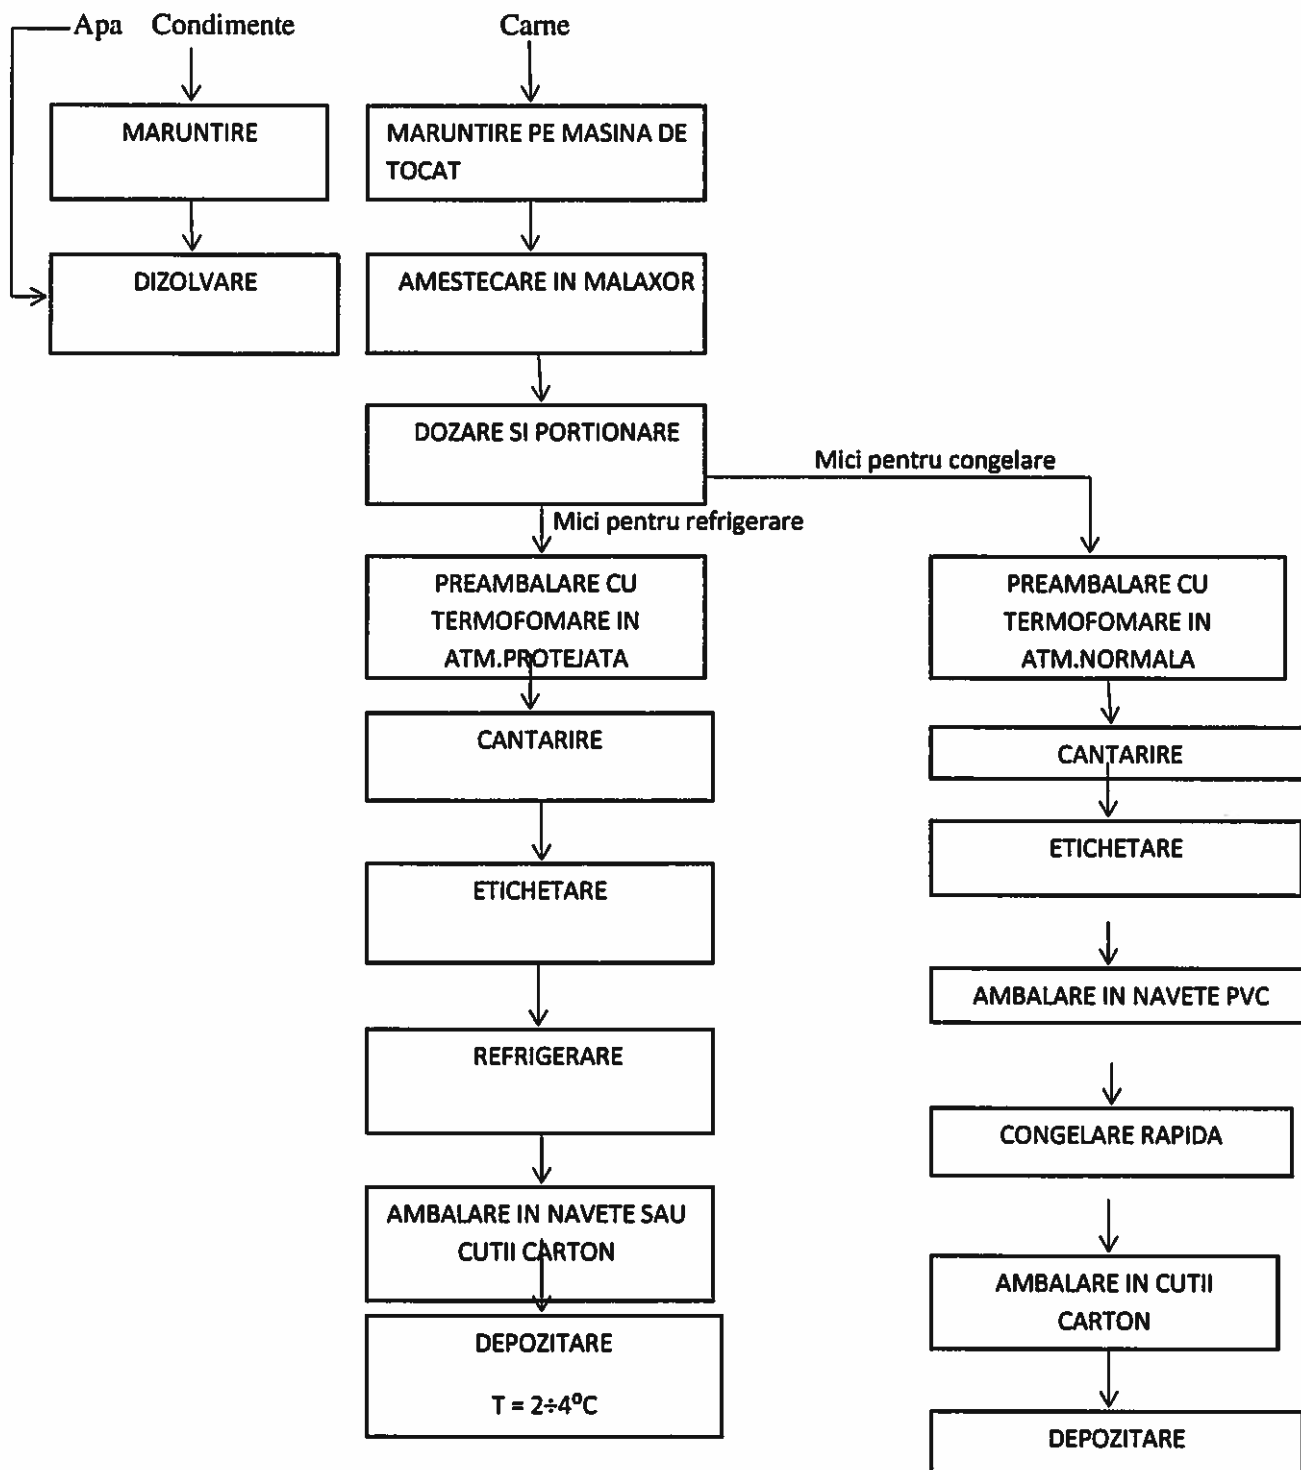 Apa Condimente
Carne
MARUNTIRE
MARUNTIRE PE MASINA DE
TOCAT
DIZOLVARE
AMESTECARE IN MALAXOR
DOZARE SI PORTIONARE
Mici pentru congelare
Mici pentru refrigerare
PREAMBALARE CU
TERMOFOMARE IN
ATM.PROTEJATA
CANTARIRE
ETICHETARE
REFRIGERARE
AMBALARE IN NAVETE SAU
CUTII CARTON
DEPOZITARE
T = 2÷4⁰C
PREAMBALARE CU
TERMOFOMARE IN
ATM.NORMALA
CANTARIRE
ETICHETARE
AMBALARE IN NAVETE PVC
CONGELARE RAPIDA
AMBALARE IN CUTII
CARTON
DEPOZITARE